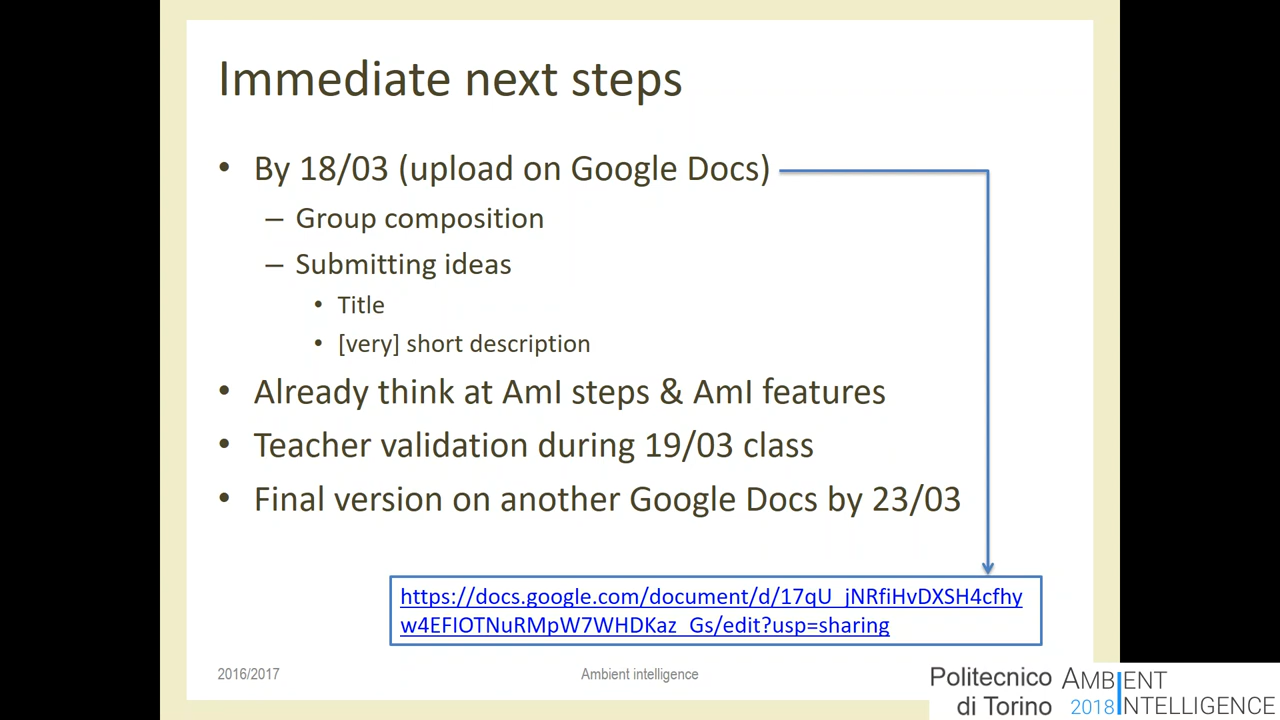 Immediate next steps
• By 18/03 (upload on Google Docs)
– Group composition
– Submitting ideas
• Title
• [very] short description
• Already think at AmI steps & AmI features
• Teacher validation during 19/03 class
• Final version on another Google Docs by 23/03
https://docs.google.com/document/d/17qU_jNRfiHvDXSH4cfhy
w4EFIOTNuRMpW7WHDKaz_Gs/edit?usp=sharing
2016/2017
Ambient intelligence
Politecnico
di Torino
AMBIENT
2018 INTELLIGENCE